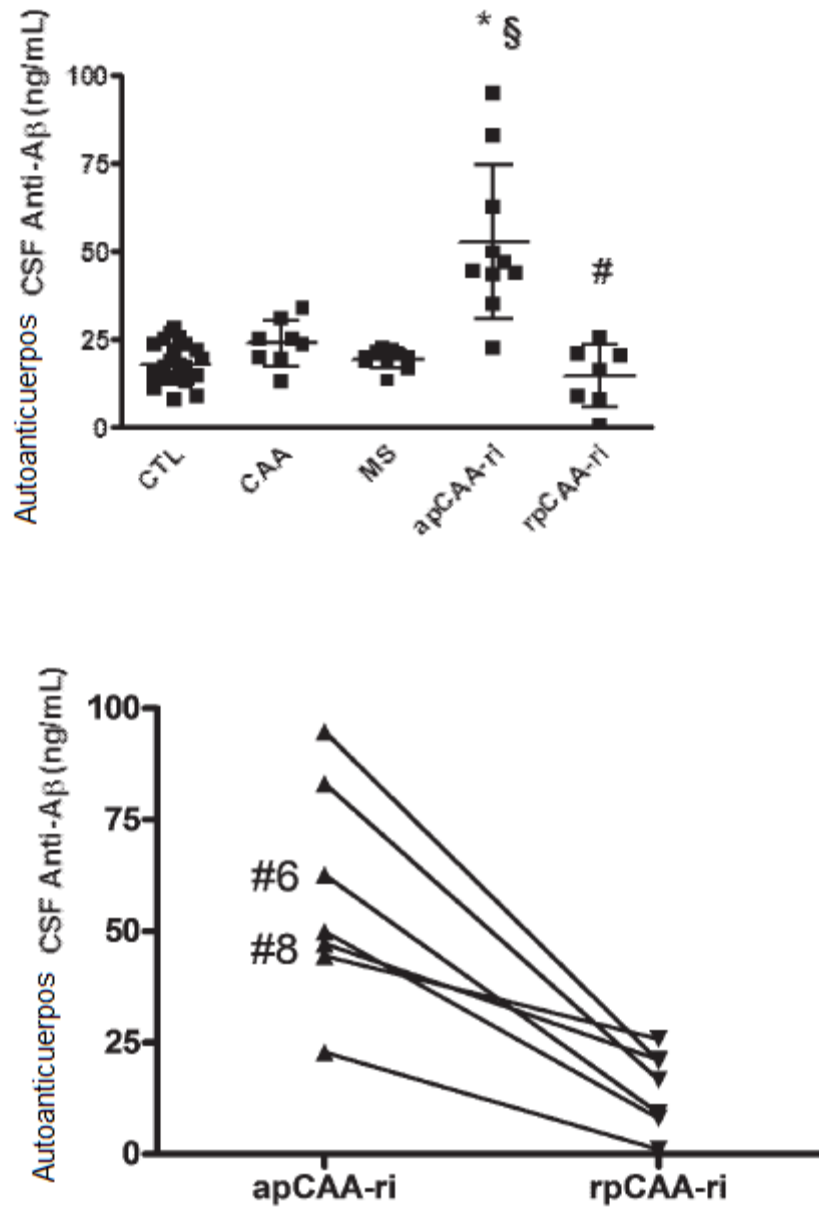 * §
Autoanticuerpos CSF Anti-Aβ (ng/mL)
100
75
50
#
25
0
CTL
CAA
MS
apCAA-ri
rpCAA-ri
Autoanticuerpos CSF Anti-Aβ (ng/mL)
100
75
#6
50
#8
25
0
apCAA-ri
rpCAA-ri